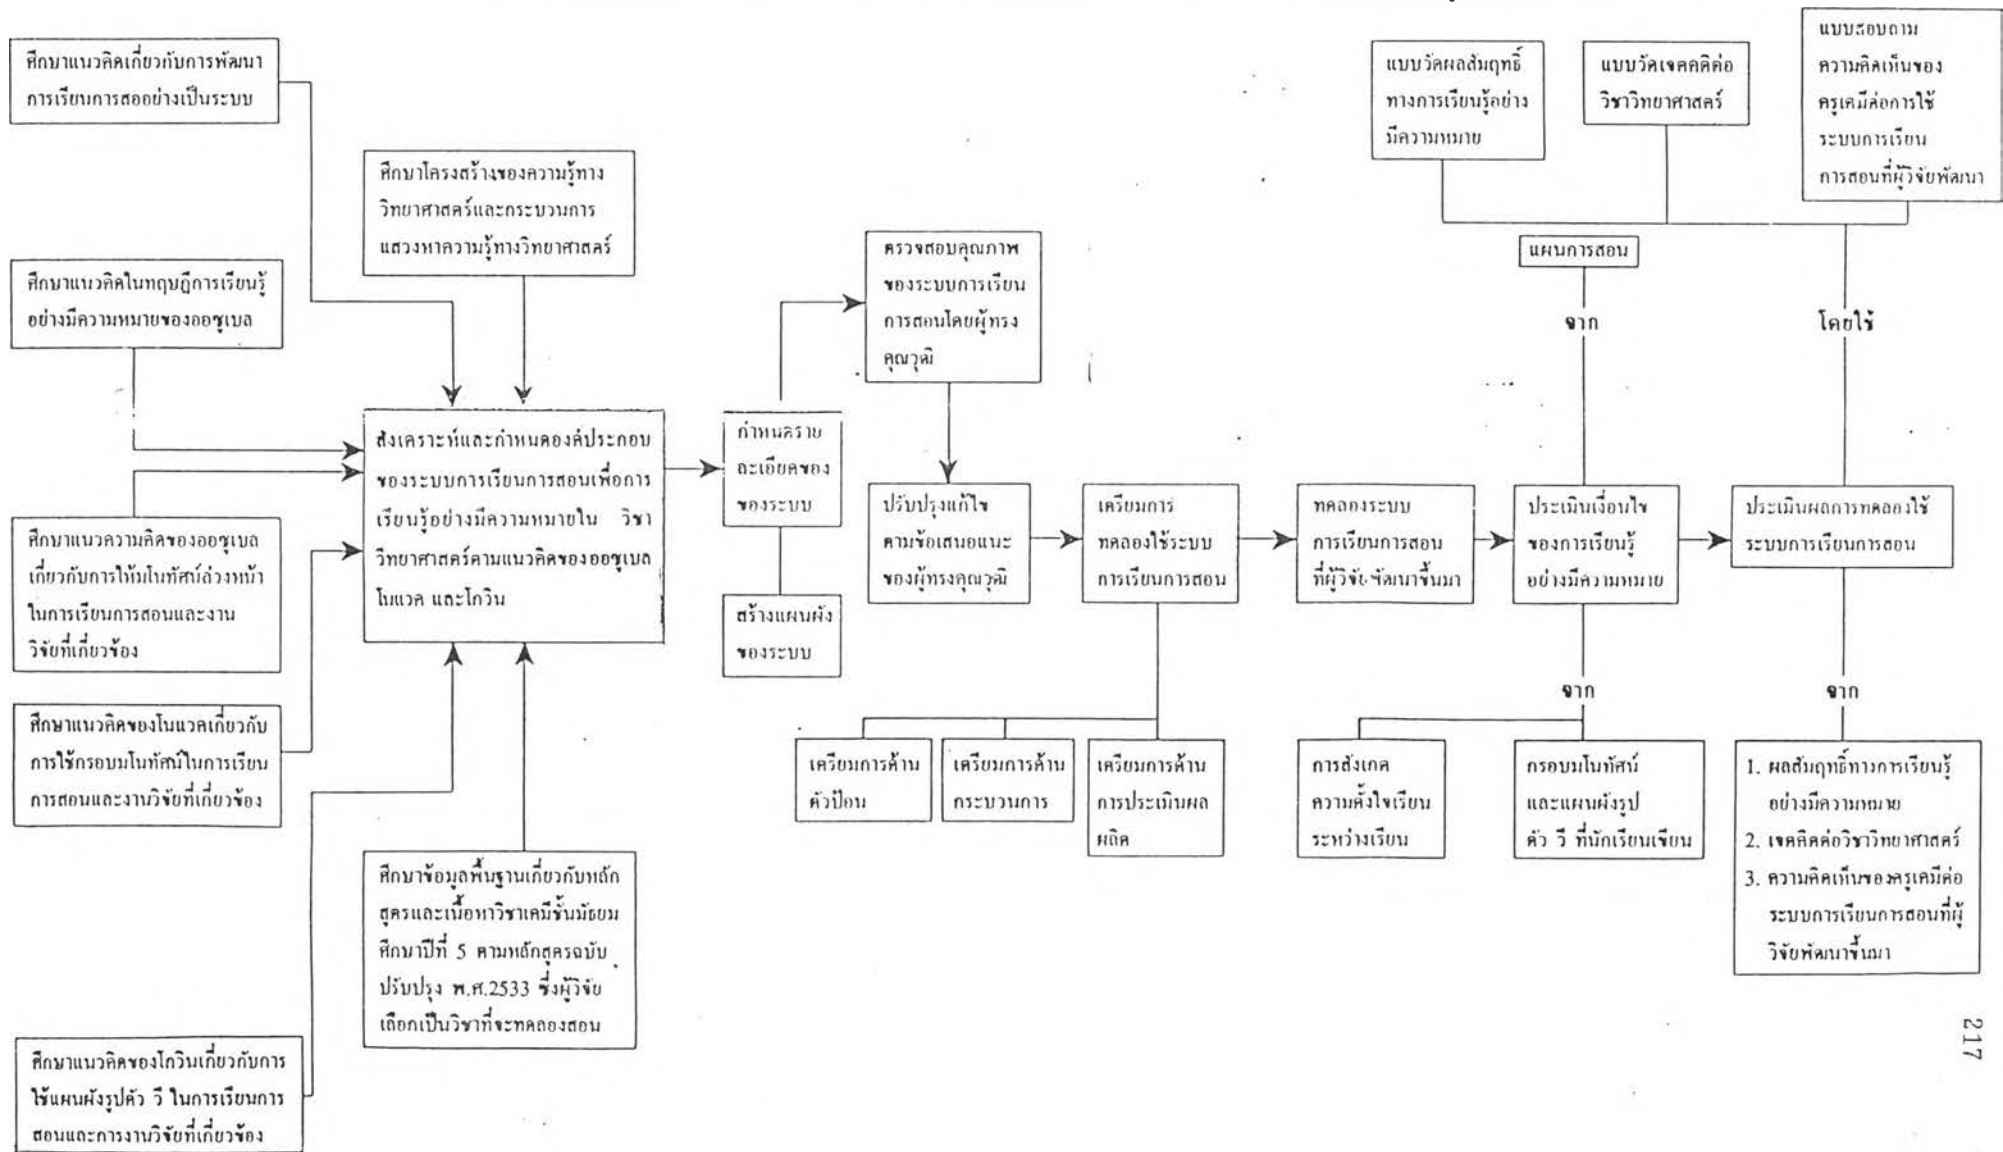 ศึกษาแนวคิดเกี่ยวกับการพัฒนา
การเรียนการสออย่างเป็นระบบ
ศึกษาแนวคิดในทฤษฎีการเรียนรู้
อย่างมีความหมายของออซูเบล
ศึกษาแนวความคิดของออซูเบล
เกี่ยวกับการให้มโนทัศน์ล่วงหน้า
ในการเรียนการสอนและงาน
วิจัยที่เกี่ยวข้อง
ศึกษาแนวคิดของโนแวคเกี่ยวกับ
การใช้กรอบมโนทัศน์ในการเรียน
การสอนและงานวิจัยที่เกี่ยวข้อง
ศึกษาแนวคิดของโกวินเกี่ยวกับการ
ใช้แผนผังรูปตัว วี ในการเรียนการ
สอนและการงานวิจัยที่เกี่ยวข้อง
ศึกษาโครงสร้างของความรู้ทาง
วิทยาศาสตร์และกระบวนการ
แสวงหาความรู้ทางวิทยาศาสตร์
สังเคราะห์และกำหนดองค์ประกอบ
ของระบบการเรียนการสอนเพื่อการ
เรียนรู้อย่างมีความหมายใน วิชา
วิทยาศาสตร์ตามแนวคิดของออซูเบล
โนแวค และโกวิน
ศึกษาข้อมูลพื้นฐานเกี่ยวกับหลัก
สูตรและเนื้อหาวิชาเคมีชั้นมัธยม
ศึกษาปีที่ 5 ตามหลักสูตรฉบับ
ปรับปรุง พ.ศ.2533 ซึ่งผู้วิจัย
เลือกเป็นวิชาที่จะทดลองสอน
กำหนดราย
ละเอียดของ
ของระบบ
สร้างแผนผัง
ของระบบ
ตรวจสอบคุณภาพ
ของระบบการเรียน
การสอนโดยผู้ทรง
คุณวุฒิ
ปรับปรุงแก้ไข
ตามข้อเสนอแนะ
ของผู้ทรงคุณวุฒิ
เตรียมการ
ทดลองใช้ระบบ
การเรียนการสอน
เตรียมการด้าน
ตัวป้อน
เตรียมการด้าน
กระบวนการ
เตรียมการด้าน
การประเมินผล
ผลิต
ทดลองระบบ
การเรียนการสอน
ที่ผู้วิจัยพัฒนาขึ้นมา
แผนการสอน
จาก
ประเมินเงื่อนไข
ของการเรียนรู้
อย่างมีความหมาย
จาก
การสังเกต
ความตั้งใจเรียน
ระหว่างเรียน
กรอบมโนทัศน์
และแผนผังรูป
ตัว วี ที่นักเรียนเขียน
แบบวัดผลสัมฤทธิ์
ทางการเรียนรู้อย่าง
มีความหมาย
แบบวัดเจตคติต่อ
วิชาวิทยาศาสตร์
แบบสอบถาม
ความคิดเห็นของ
ครูเคมีต่อการใช้
ระบบการเรียน
การสอนที่ผู้วิจัยพัฒนา
โดยใช้
ประเมินผลการทดลองใช้
ระบบการเรียนการสอน
จาก
1. ผลสัมฤทธิ์ทางการเรียนรู้
อย่างมีความหมาย
2. เจตคติต่อวิชาวิทยาศาสตร์
3. ความคิดเห็นของครูเคมีต่อ
ระบบการเรียนการสอนที่ผู้
วิจัยพัฒนาขึ้นมา
217